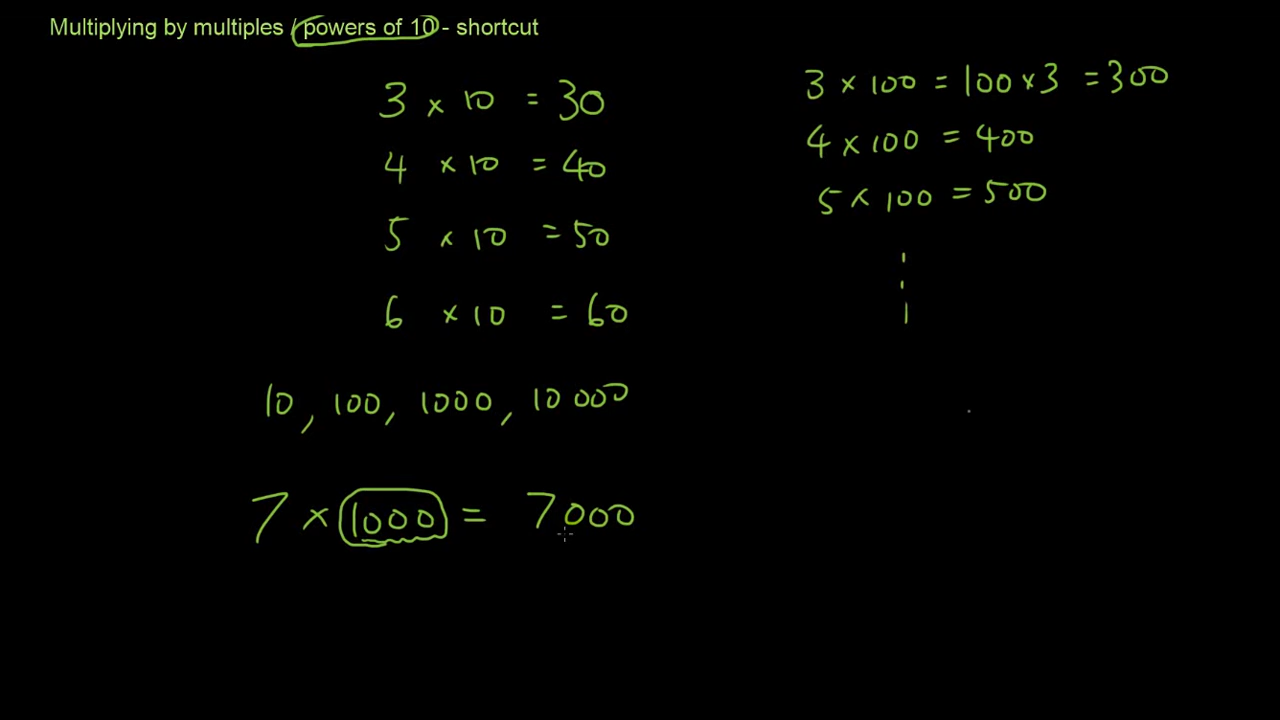 Multiplying by multiples / powers of 10 - shortcut
3 × 10 = 30
4 × 10 = 40
5 × 10 = 50
6 × 10 = 60
10, 100, 1000, 10 000
7 × 1000 = 7000
3 × 100 = 100 × 3 = 300
4 × 100 = 400
5 × 100 = 500